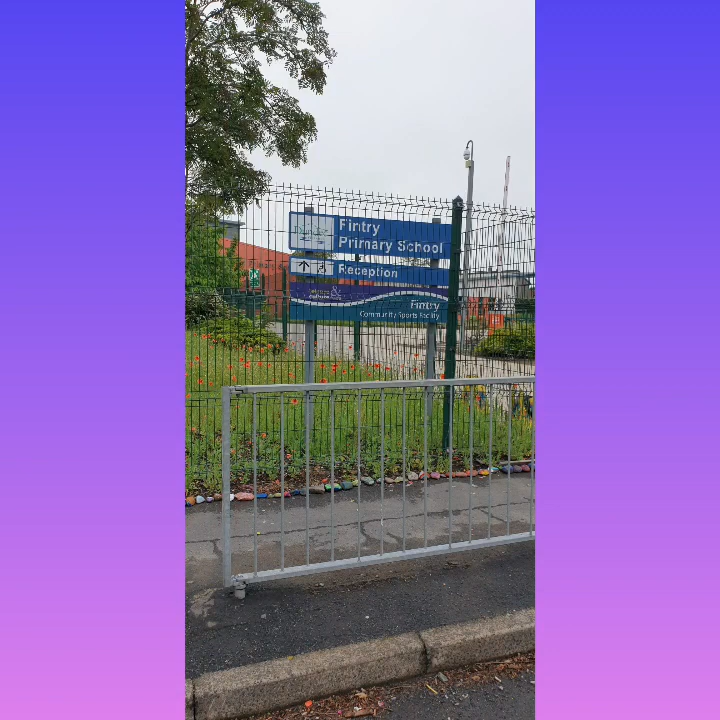 Fintry
Primary School
Reception
Fintry
Community Sports Facility